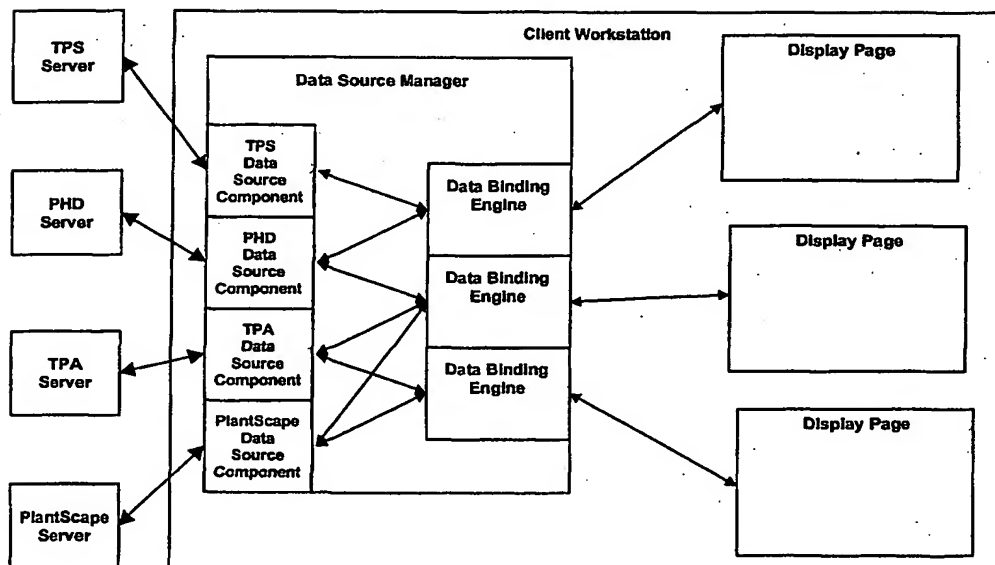 TPS
Server
Client Workstation
Display Page
Data Source Manager
TPS
Data
Source
Component
PHD
Server
Data Binding
Engine
PHD
Data
Source
Component
Display Page
Data Binding
Engine
TPA
Server
TPA
Data
Source
Component
Data Binding
Engine
PlantScape
Data
Source
Component
Display Page
PlantScape
Server